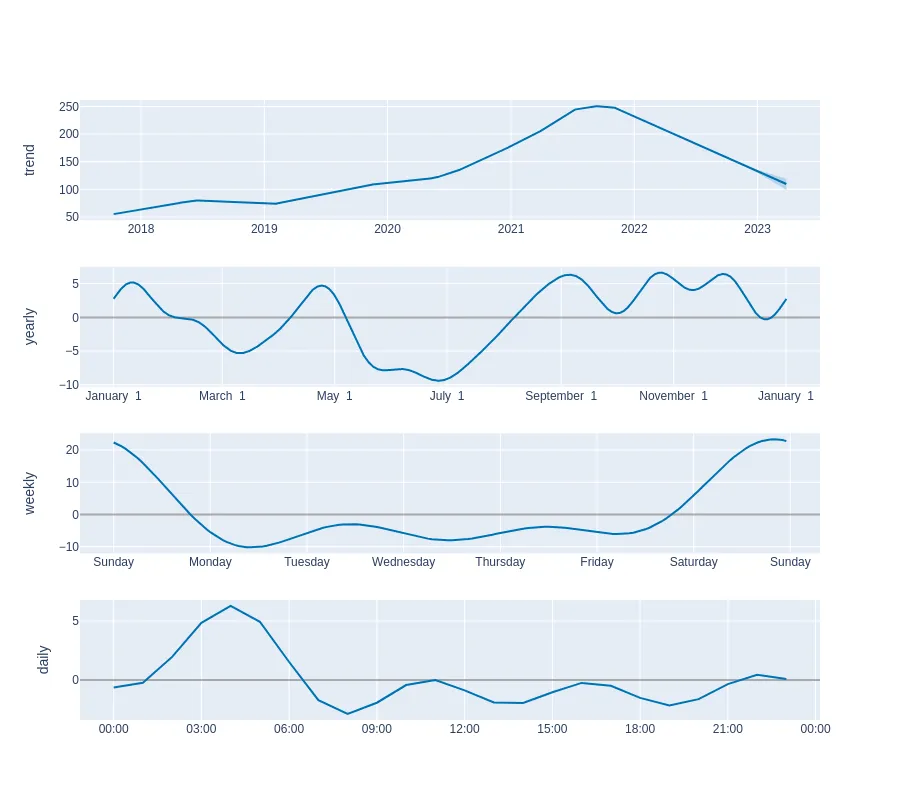 trend
250
200
150
100
50
2018 2019 2020 2021 2022 2023
yearly
5
0
−5
−10
January 1 March 1 May 1 July 1 September 1 November 1 January 1
weekly
20
10
0
−10
Sunday Monday Tuesday Wednesday Thursday Friday Saturday Sunday
daily
5
0
00:00 03:00 06:00 09:00 12:00 15:00 18:00 21:00 00:00